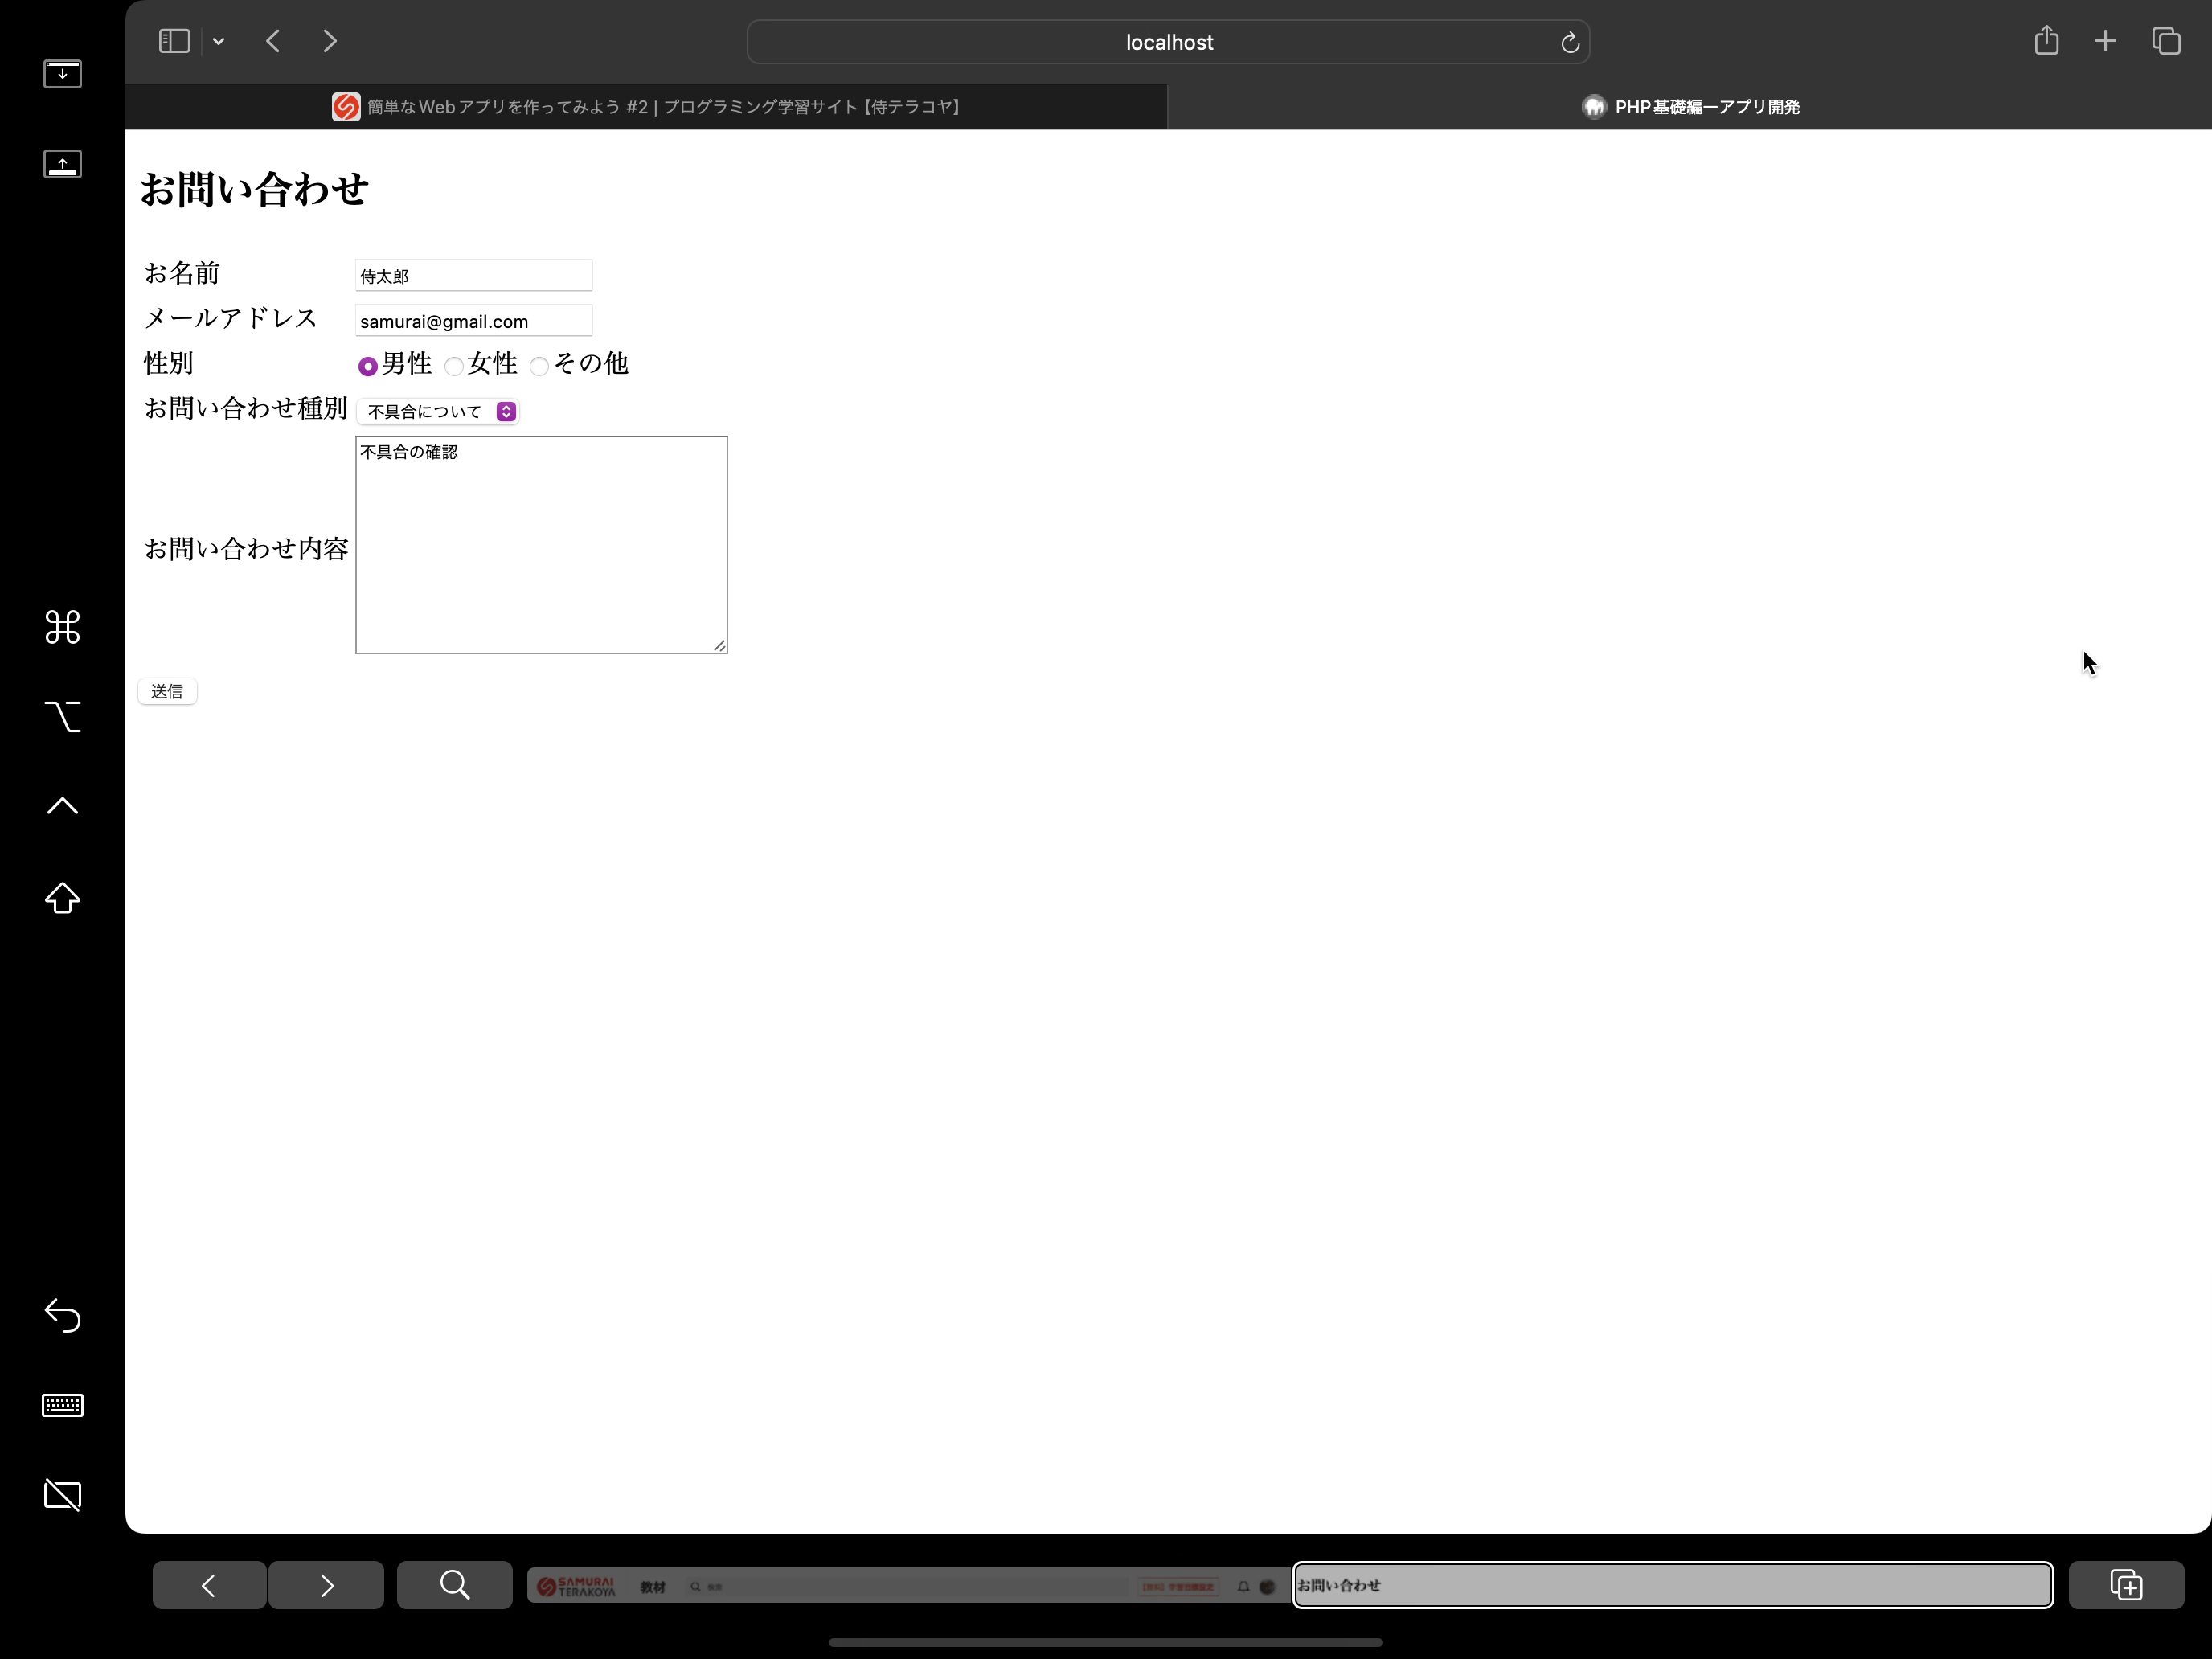 localhost
簡単なWebアプリを作ってみよう #2 | プログラミング学習サイト【侍テラコヤ】
PHP基礎編ーアプリ開発
お問い合わせ
お名前 侍太郎
メールアドレス samurai@gmail.com
性別 男性 女性 その他
お問い合わせ種別 不具合について
お問い合わせ内容 不具合の確認
送信
SAMURAI TERAKOYA 教材 検索
お問い合わせ